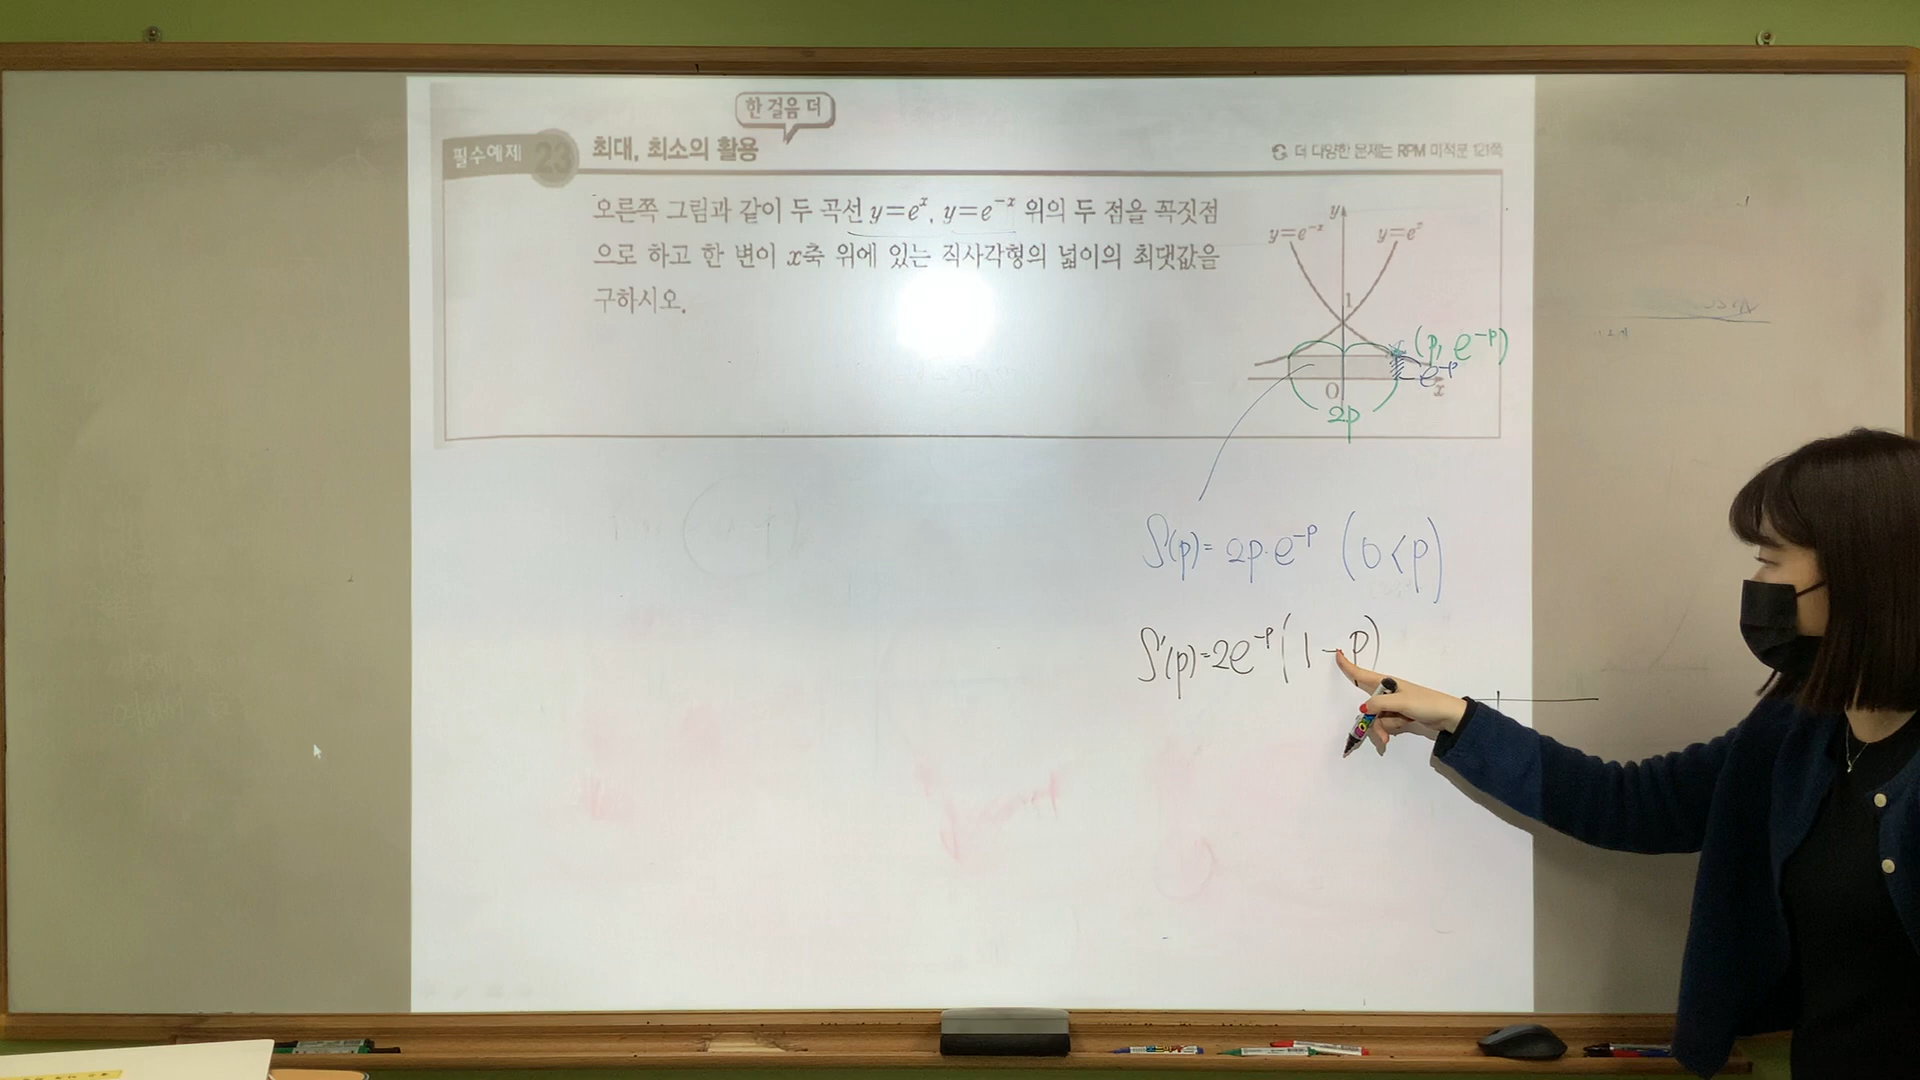 한 걸음 더
필수예제 23 최대, 최소의 활용
더 다양한 문제는 RPM 미적분 121쪽
오른쪽 그림과 같이 두 곡선 y=e^x, y=e^{-x} 위의 두 점을 꼭짓점
으로 하고 한 변이 x축 위에 있는 직사각형의 넓이의 최댓값을
구하시오.
y
y=e^{-x} y=e^x
1
(p, e^{-p})
e^{-p}
O x
2p
S(p)=2p·e^{-p} (0<p)
S'(p)=2e^{-p}(1-p)